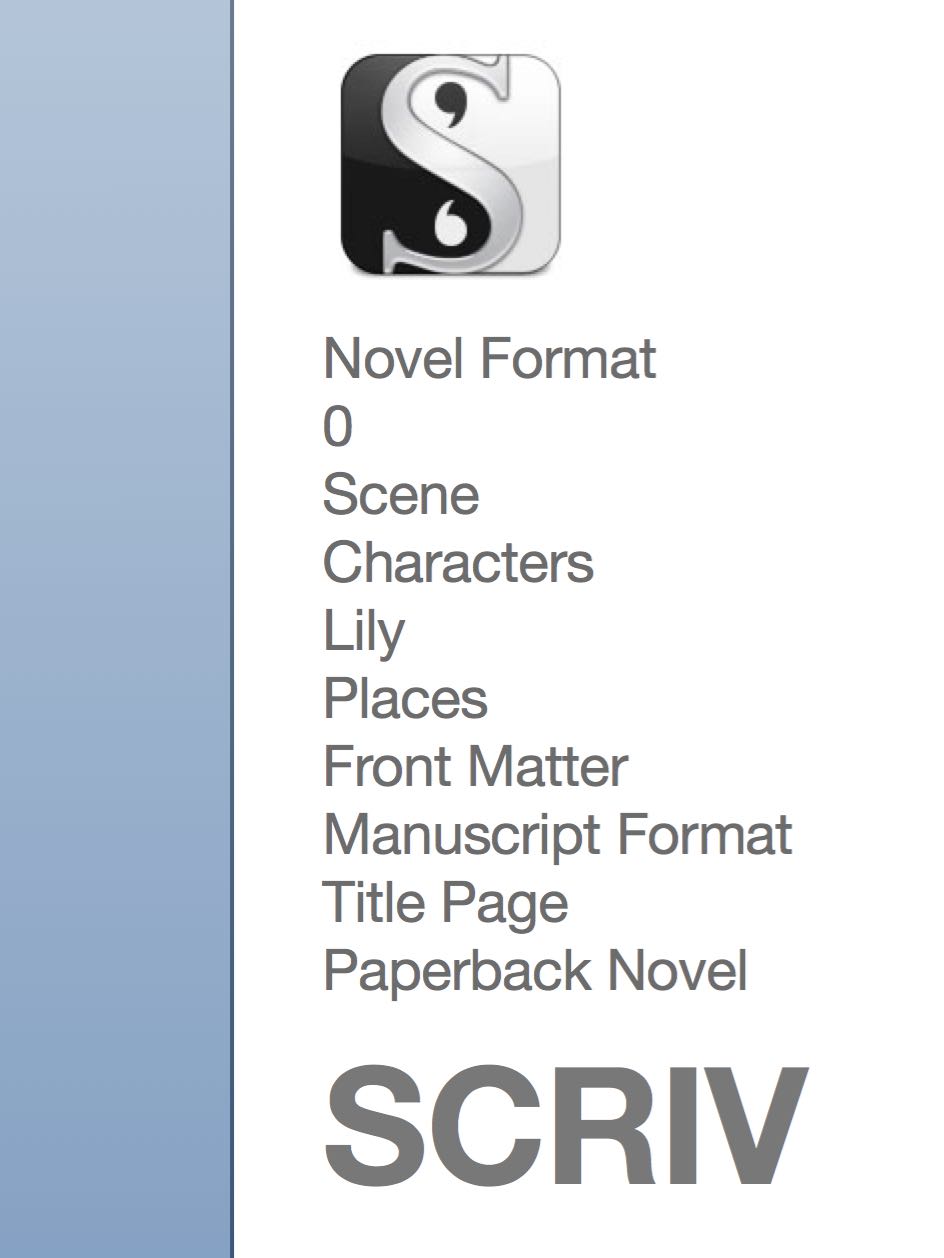 Novel Format
0
Scene
Characters
Lily
Places
Front Matter
Manuscript Format
Title Page
Paperback Novel
SCRIV